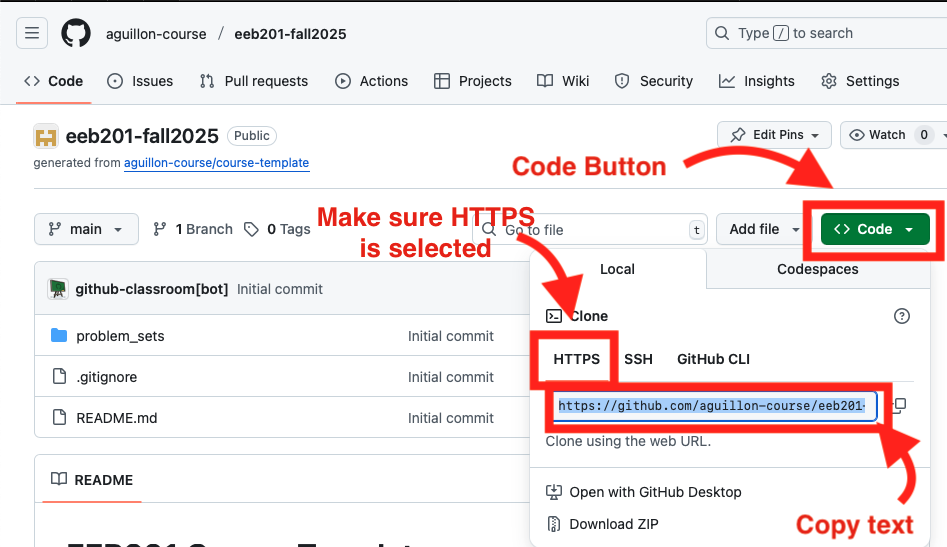 aguillon-course / eeb201-fall2025
Type / to search
Code Issues Pull requests Actions Projects Wiki Security Insights Settings
eeb201-fall2025 Public
Edit Pins Watch 0
generated from aguillon-course/course-template
Code Button
main 1 Branch 0 Tags
Make sure HTTPS
is selected
Go to file t
Add file
Code
Local Codespaces
github-classroom[bot] Initial commit
Clone
problem_sets Initial commit
HTTPS SSH GitHub CLI
.gitignore Initial commit
https://github.com/aguillon-course/eeb201-
README.md Initial commit
Clone using the web URL.
README
Open with GitHub Desktop
Download ZIP
Copy text